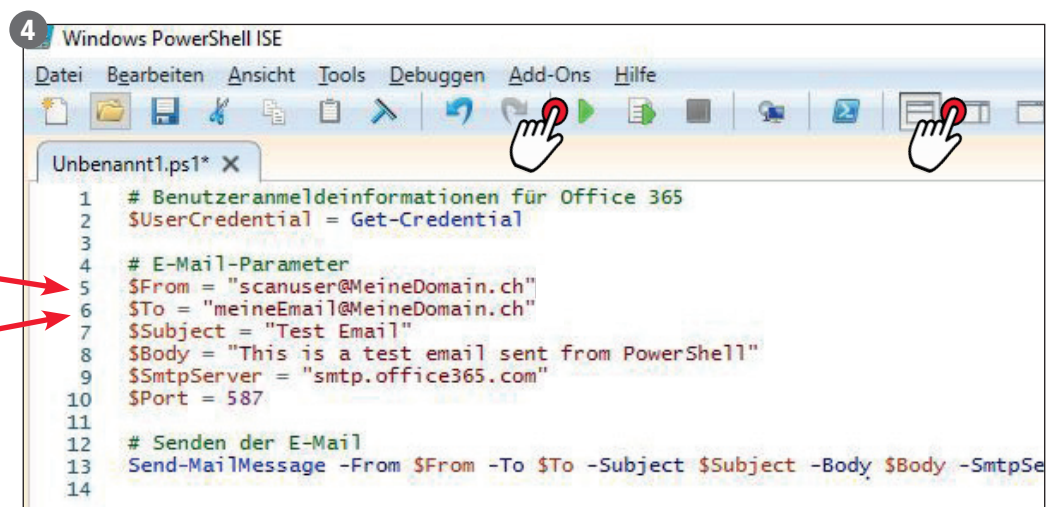 4
Windows PowerShell ISE
Datei Bearbeiten Ansicht Tools Debuggen Add-Ons Hilfe
Unbenannt1.ps1* X
1 # Benutzeranmeldeinformationen für Office 365
2 $UserCredential = Get-Credential
3
4 # E-Mail-Parameter
5 $From = "scanuser@MeineDomain.ch"
6 $To = "meineEmail@MeineDomain.ch"
7 $Subject = "Test Email"
8 $Body = "This is a test email sent from PowerShell"
9 $SmtpServer = "smtp.office365.com"
10 $Port = 587
11
12 # Senden der E-Mail
13 Send-MailMessage -From $From -To $To -Subject $Subject -Body $Body -SmtpSe
14